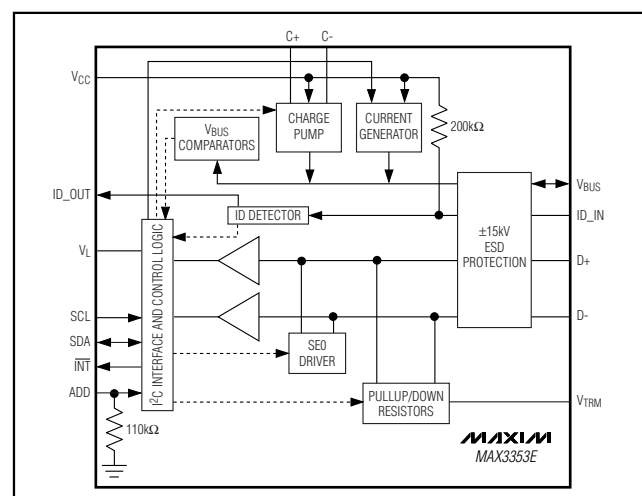 C+ C-
VCC
CHARGE
PUMP
CURRENT
GENERATOR
200kΩ
VBUS
COMPARATORS
VBUS
ID_OUT
ID DETECTOR
ID_IN
±15kV
ESD
PROTECTION
VL
I²C INTERFACE AND CONTROL LOGIC
D+
SCL
D-
SDA
SE0
DRIVER
INT
ADD
PULLUP/DOWN
RESISTORS
VTRM
110kΩ
MAXIM
MAX3353E